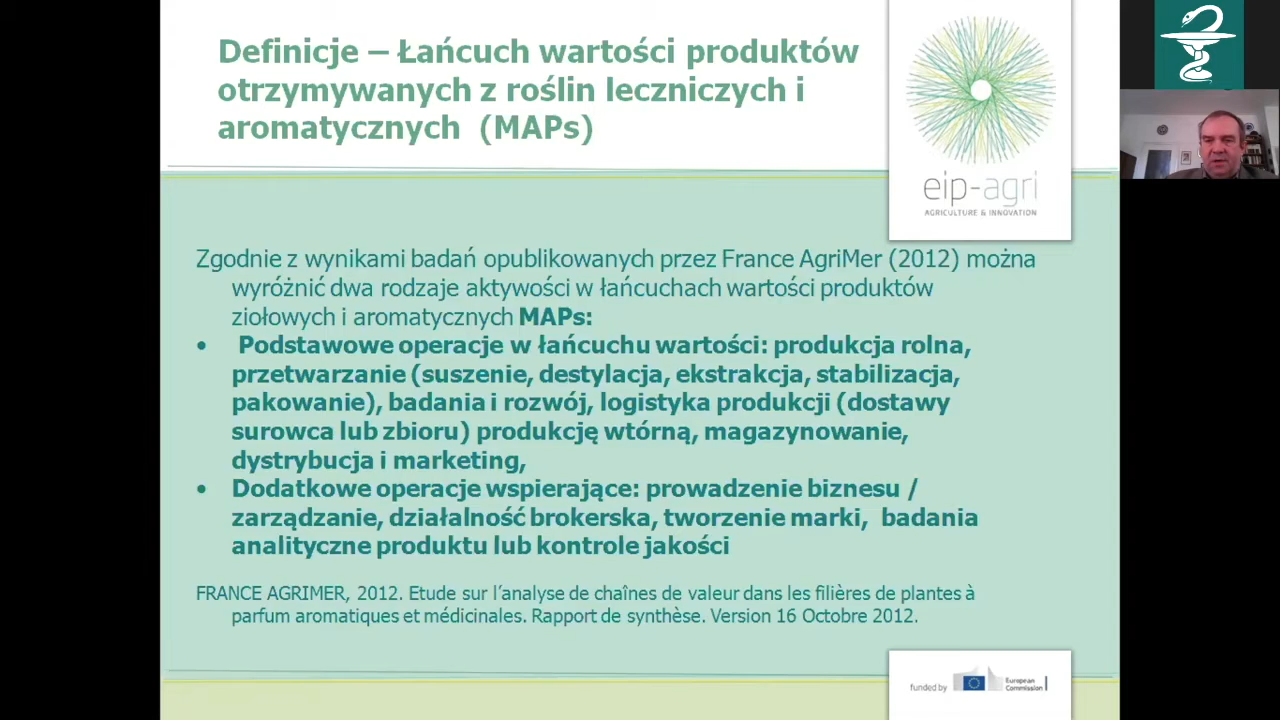 Definicje – Łańcuch wartości produktów
otrzymywanych z roślin leczniczych i
aromatycznych (MAPs)
eip-agri
AGRICULTURE & INNOVATION
Zgodnie z wynikami badań opublikowanych przez France AgriMer (2012) można
wyróżnić dwa rodzaje aktywości w łańcuchach wartości produktów
ziołowych i aromatycznych MAPs:
• Podstawowe operacje w łańcuchu wartości: produkcja rolna,
przetwarzanie (suszenie, destylacja, ekstrakcja, stabilizacja,
pakowanie), badania i rozwój, logistyka produkcji (dostawy
surowca lub zbioru) produkcję wtórną, magazynowanie,
dystrybucja i marketing,
• Dodatkowe operacje wspierające: prowadzenie biznesu /
zarządzanie, działalność brokerska, tworzenie marki, badania
analityczne produktu lub kontrole jakości
FRANCE AGRIMER, 2012. Etude sur l’analyse de chaînes de valeur dans les filières de plantes à
parfum aromatiques et médicinales. Rapport de synthèse. Version 16 Octobre 2012.
funded by
European
Commission